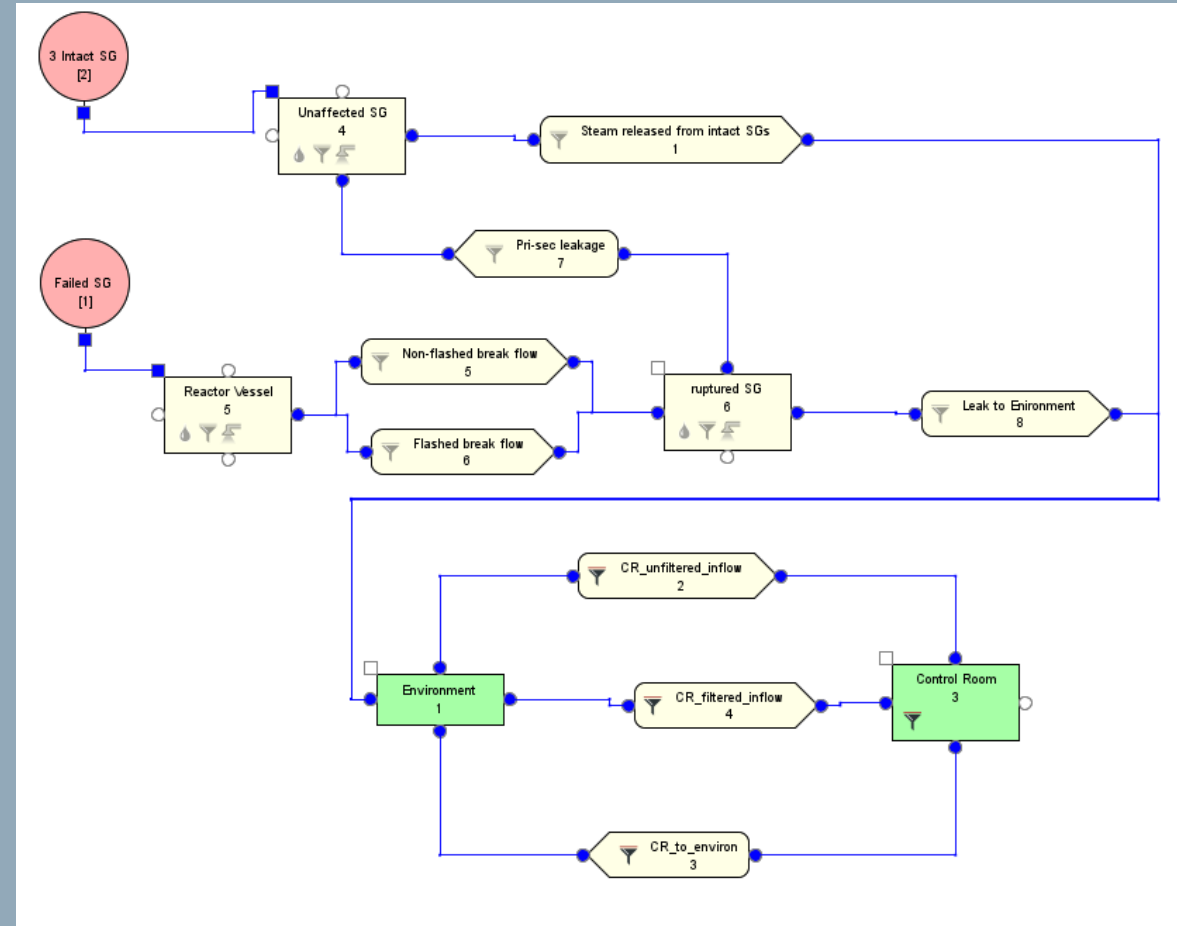 3 Intact SG
[2]
Unaffected SG
4
Steam released from intact SGs
1
Pri-sec leakage
7
Failed SG
[1]
Non-flashed break flow
5
Reactor Vessel
5
ruptured SG
6
Leak to Enironment
8
Flashed break flow
6
CR_unfiltered_inflow
2
Environment
1
CR_filtered_inflow
4
Control Room
3
CR_to_environ
3